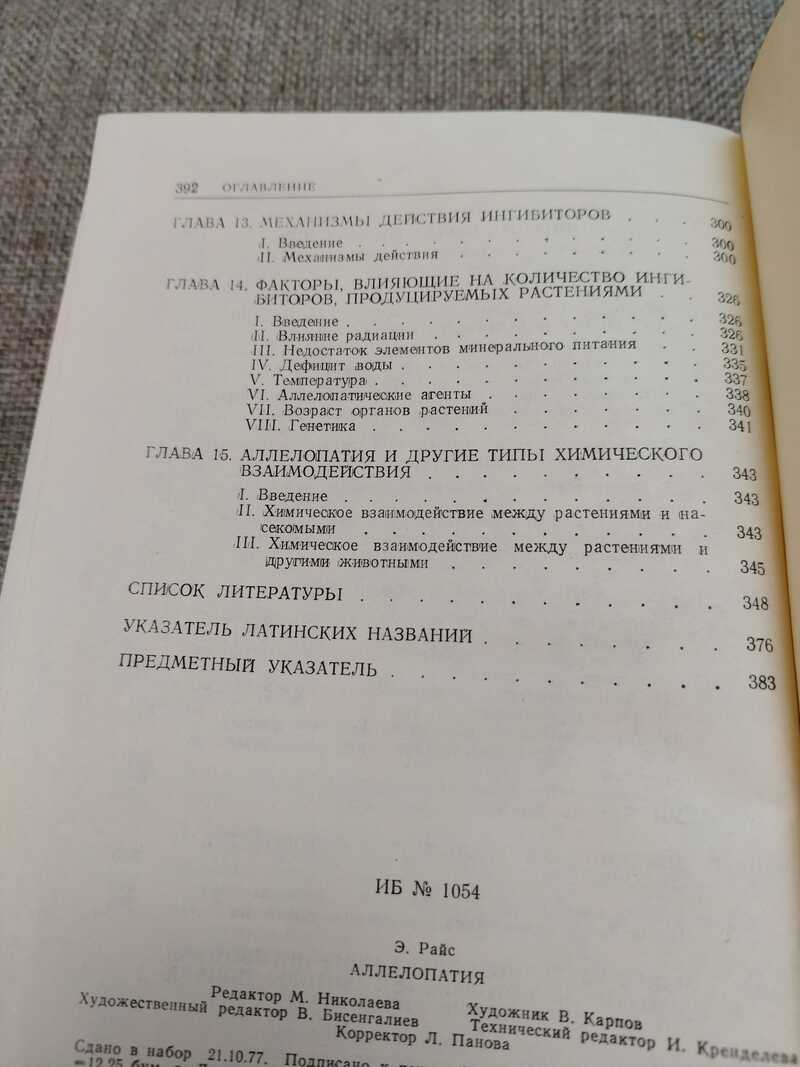 392 ОГЛАВЛЕНИЕ
ГЛАВА 13. МЕХАНИЗМЫ ДЕЙСТВИЯ ИНГИБИТОРОВ . . . 300
I. Введение . . . . . . . . . . . . . 300
II. Механизмы действия . . . . . . . . . 300
ГЛАВА 14. ФАКТОРЫ, ВЛИЯЮЩИЕ НА КОЛИЧЕСТВО ИНГИ-
БИТОРОВ, ПРОДУЦИРУЕМЫХ РАСТЕНИЯМИ . . 326
I. Введение . . . . . . . . . . . . . 326
II. Влияние радиации . . . . . . . . . . 326
III. Недостаток элементов минерального питания . . . 331
IV. Дефицит воды . . . . . . . . . . . 335
V. Температура . . . . . . . . . . . . 337
VI. Аллелопатические агенты . . . . . . . . 338
VII. Возраст органов растений . . . . . . . 340
VIII. Генетика . . . . . . . . . . . . 341
ГЛАВА 15. АЛЛЕЛОПАТИЯ И ДРУГИЕ ТИПЫ ХИМИЧЕСКОГО
ВЗАИМОДЕЙСТВИЯ . . . . . . . . . . 343
I. Введение . . . . . . . . . . . . . 343
II. Химическое взаимодействие между растениями и на-
секомыми . . . . . . . . . . . . . 343
III. Химическое взаимодействие между растениями и
другими животными . . . . . . . . . 345
СПИСОК ЛИТЕРАТУРЫ . . . . . . . . . . . . 348
УКАЗАТЕЛЬ ЛАТИНСКИХ НАЗВАНИЙ . . . . . . . . 376
ПРЕДМЕТНЫЙ УКАЗАТЕЛЬ . . . . . . . . . . . 383
ИБ № 1054
Э. Райс
АЛЛЕЛОПАТИЯ
Редактор М. Николаева Художник В. Карпов
Художественный редактор В. Бисенгалиев Технический редактор И. Кренделева
Корректор Л. Панова
Сдано в набор 21.10.77. Подписано к